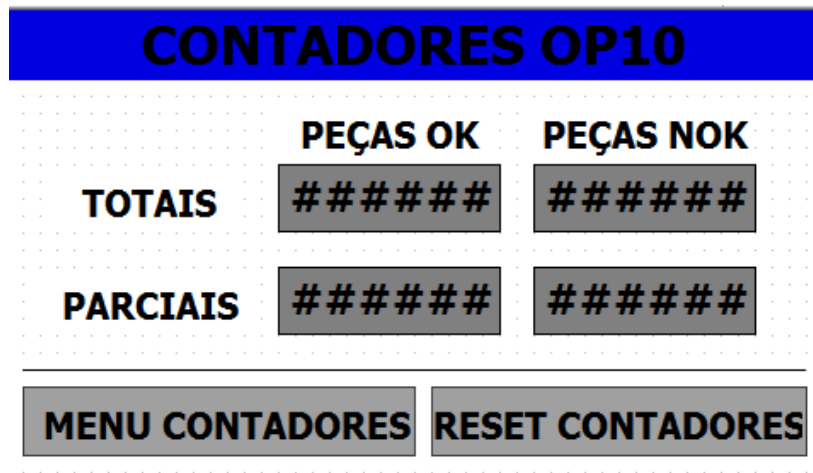 CONTADORES OP10
PEÇAS OK PEÇAS NOK
TOTAIS ###### ######
PARCIAIS ###### ######
MENU CONTADORES RESET CONTADORES